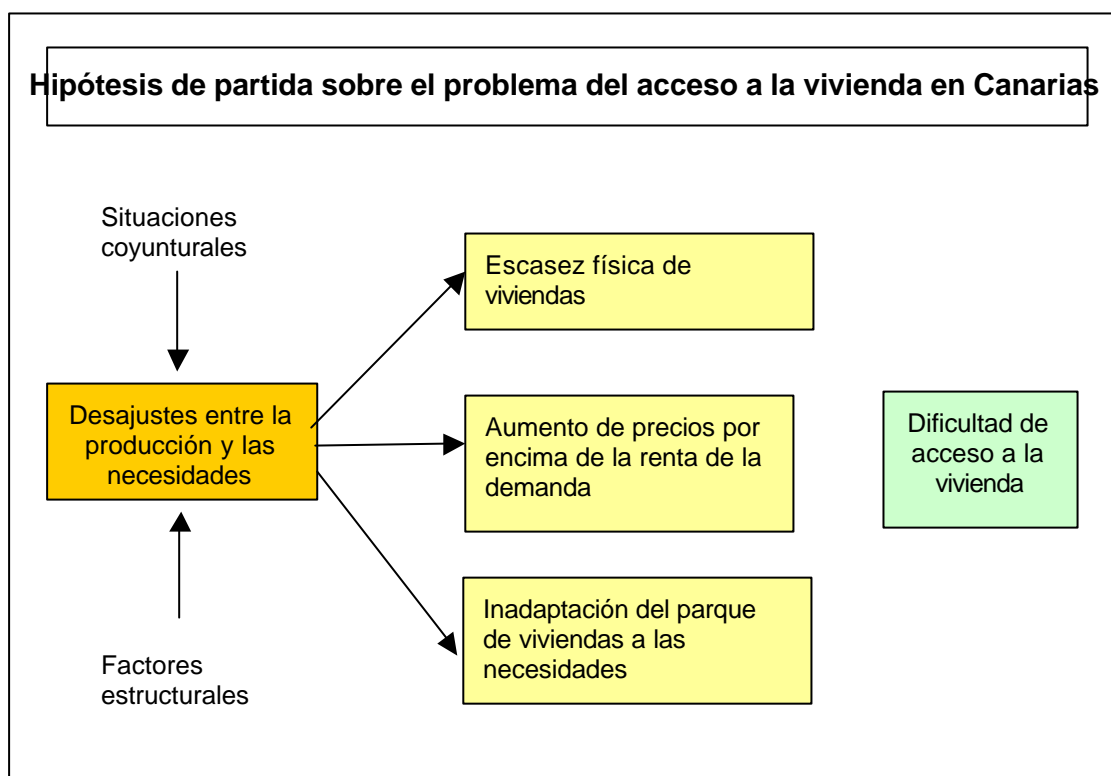 Hipótesis de partida sobre el problema del acceso a la vivienda en Canarias
Situaciones
coyunturales
Desajustes entre la
producción y las
necesidades
Factores
estructurales
Escasez física de
viviendas
Aumento de precios por
encima de la renta de la
demanda
Inadaptación del parque
de viviendas a las
necesidades
Dificultad de
acceso a la
vivienda